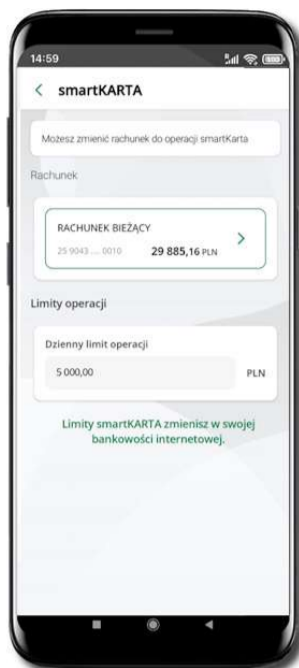 14:59
smartKARTA
Możesz zmienić rachunek do operacji smartKarta
Rachunek
RACHUNEK BIEŻĄCY
25 9043 .... 0010 29 885,16 PLN
Limity operacji
Dzienny limit operacji
5 000,00 PLN
Limity smartKARTA zmienisz w swojej
bankowości internetowej.